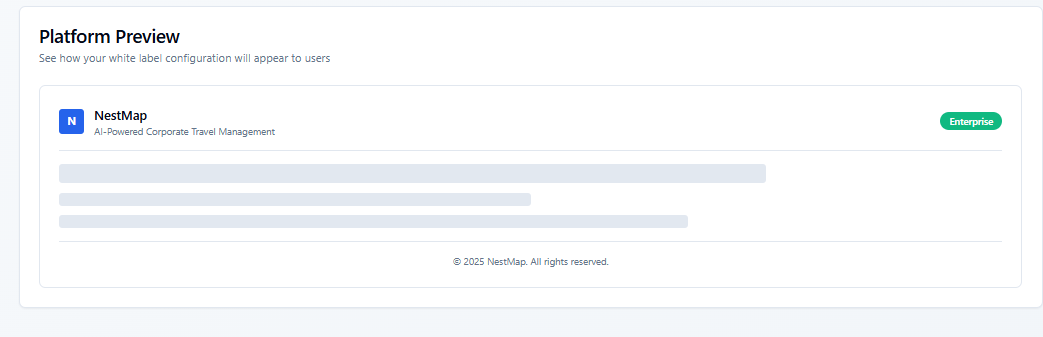 Platform Preview
See how your white label configuration will appear to users
N
NestMap
AI-Powered Corporate Travel Management
Enterprise
© 2025 NestMap. All rights reserved.